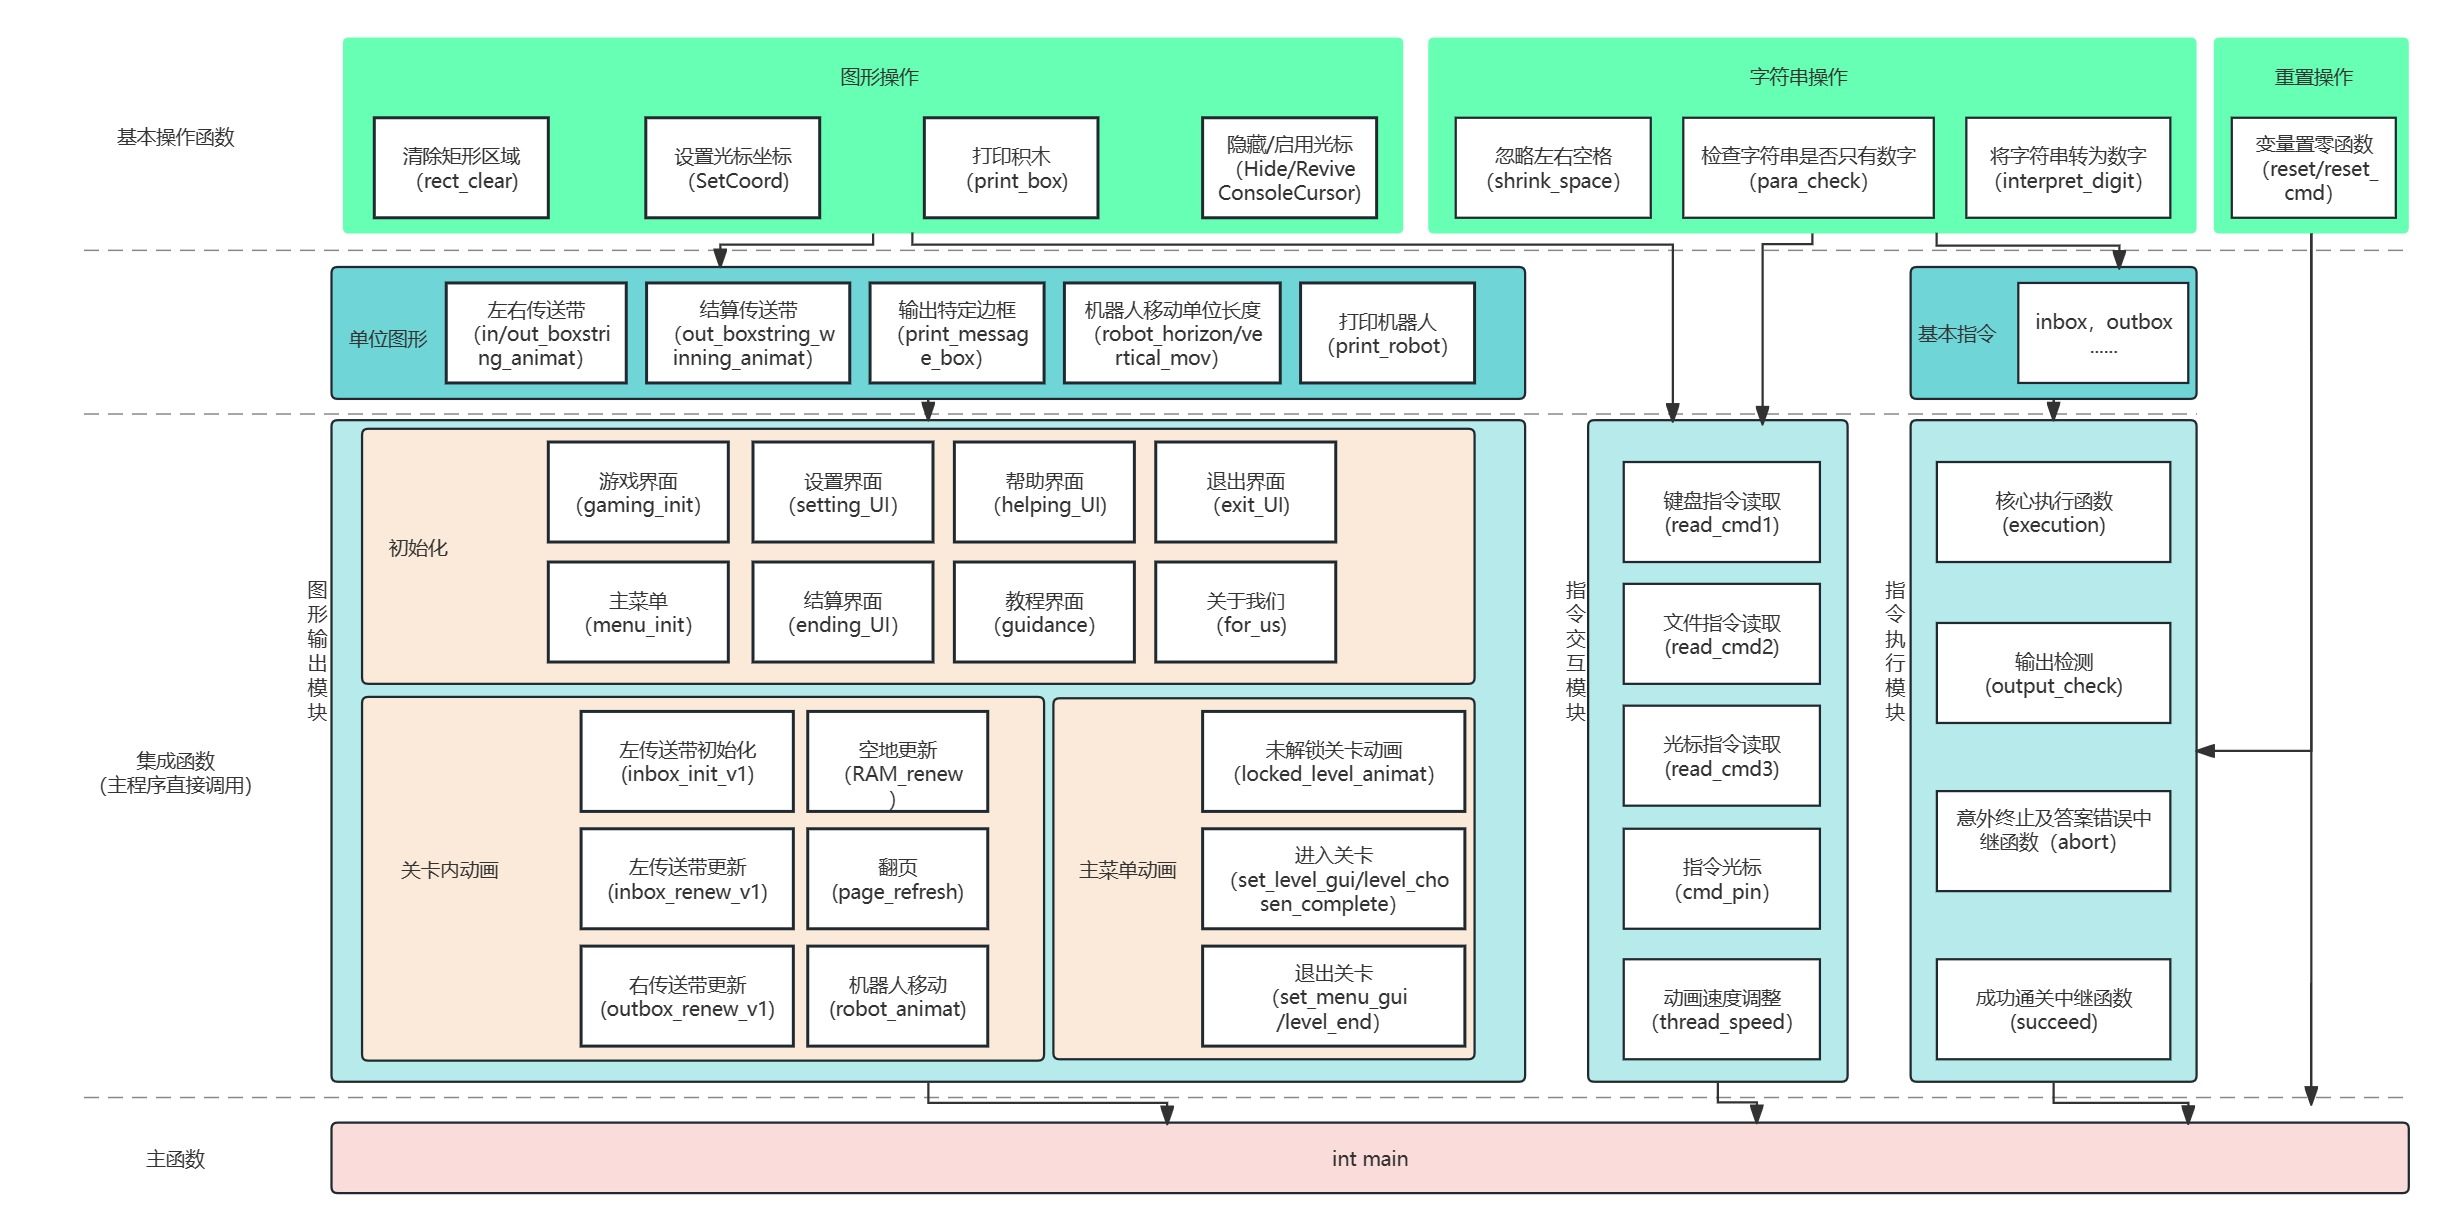 图形操作
字符串操作
重置操作
基本操作函数
清除矩形区域
（rect_clear)
设置光标坐标
（SetCoord)
打印积木
（print_box)
隐藏/启用光标
（Hide/Revive
ConsoleCursor)
忽略左右空格
（shrink_space）
检查字符串是否只有数字
（para_check）
将字符串转为数字
（interpret_digit）
变量置零函数
（reset/reset_
cmd）
单位图形
左右传送带
（in/out_boxstri
ng_animat）
结算传送带
（out_boxstring_w
inning_animat）
输出特定边框
（print_messag
e_box）
机器人移动单位长度
（robot_horizon/ve
rtical_mov）
打印机器人
（print_robot）
基本指令
inbox，outbox
......
集成函数
（主程序直接调用）
图形输出模块
初始化
游戏界面
（gaming_init）
设置界面
（setting_UI）
帮助界面
（helping_UI）
退出界面
（exit_UI）
主菜单
（menu_init）
结算界面
（ending_UI）
教程界面
（guidance）
关于我们
（for_us）
关卡内动画
左传送带初始化
（inbox_init_v1）
空地更新
（RAM_renew
）
左传送带更新
（inbox_renew_v1）
翻页
（page_refresh）
右传送带更新
（outbox_renew_v1）
机器人移动
（robot_animat）
主菜单动画
未解锁关卡动画
（locked_level_animat）
进入关卡
（set_level_gui/level_cho
sen_complete）
退出关卡
（set_menu_gui
/level_end）
指令交互模块
键盘指令读取
（read_cmd1）
文件指令读取
（read_cmd2）
光标指令读取
（read_cmd3）
指令光标
（cmd_pin）
动画速度调整
（thread_speed）
指令执行模块
核心执行函数
（execution）
输出检测
（output_check）
意外终止及答案错误中
继函数（abort）
成功通关中继函数
（succeed）
主函数
int main